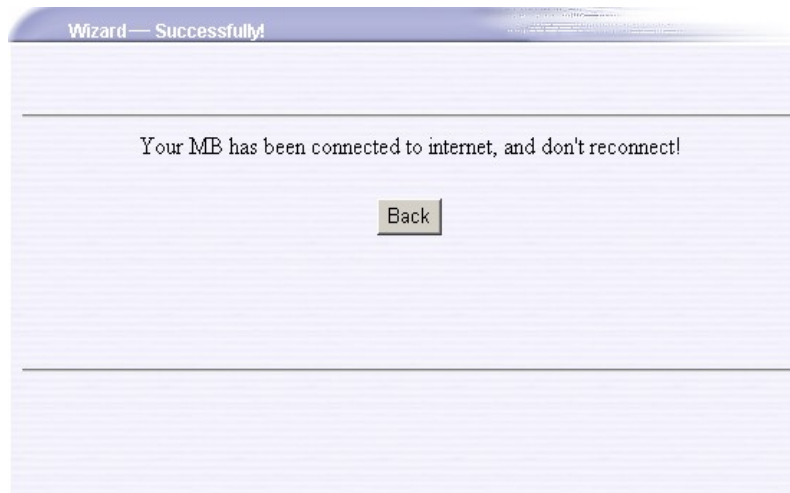 Wizard— Successfully!
Your MB has been connected to internet, and don't reconnect!
Back